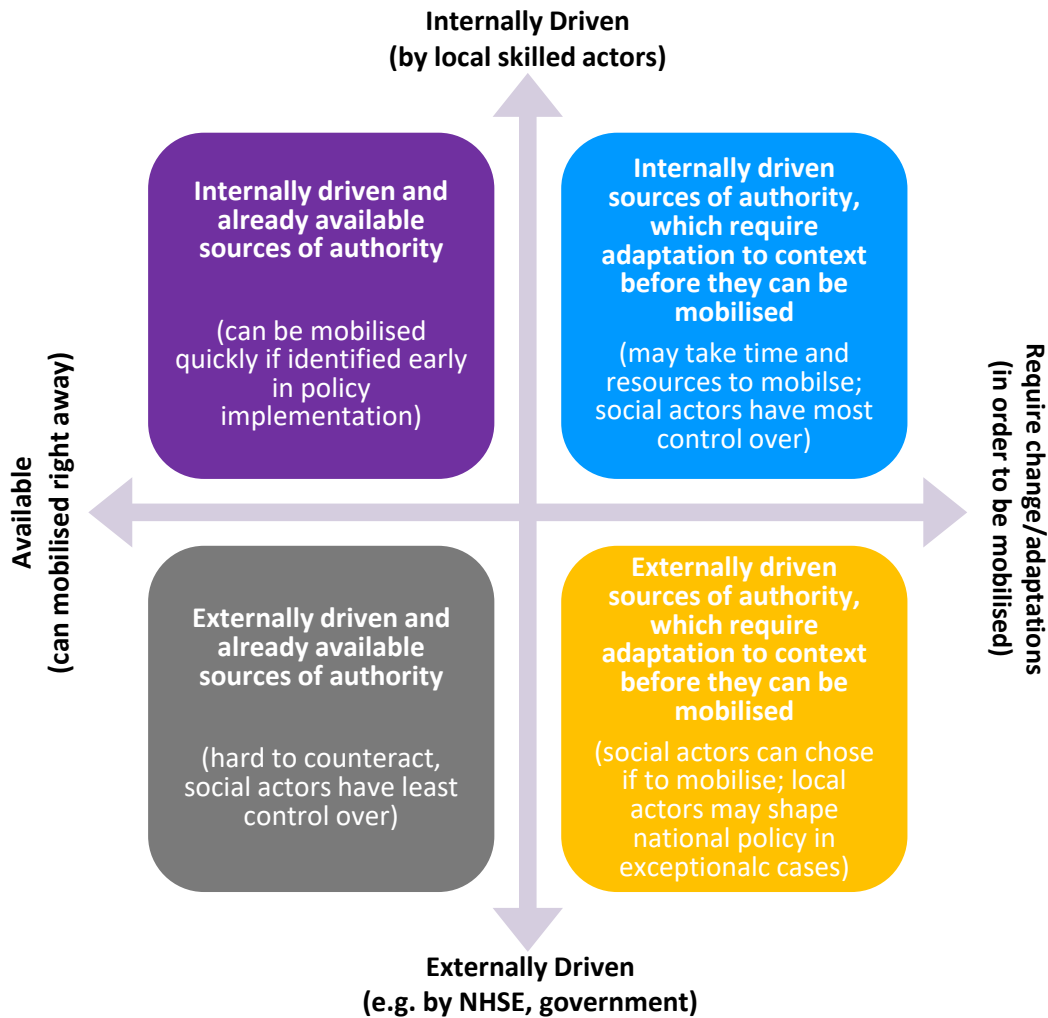 Internally Driven
(by local skilled actors)
Internally driven and
already available
sources of authority
(can be mobilised
quickly if identified early
in policy
implementation)
Internally driven
sources of authority,
which require
adaptation to context
before they can be
mobilised
(may take time and
resources to mobilse;
social actors have most
control over)
Available
(can mobilised right away)
Require change/adaptations
(in order to be mobilised)
Externally driven and
already available
sources of authority
(hard to counteract,
social actors have least
control over)
Externally driven
sources of authority,
which require
adaptation to context
before they can be
mobilised
(social actors can chose
if to mobilise; local
actors may shape
national policy in
exceptionalc cases)
Externally Driven
(e.g. by NHSE, government)